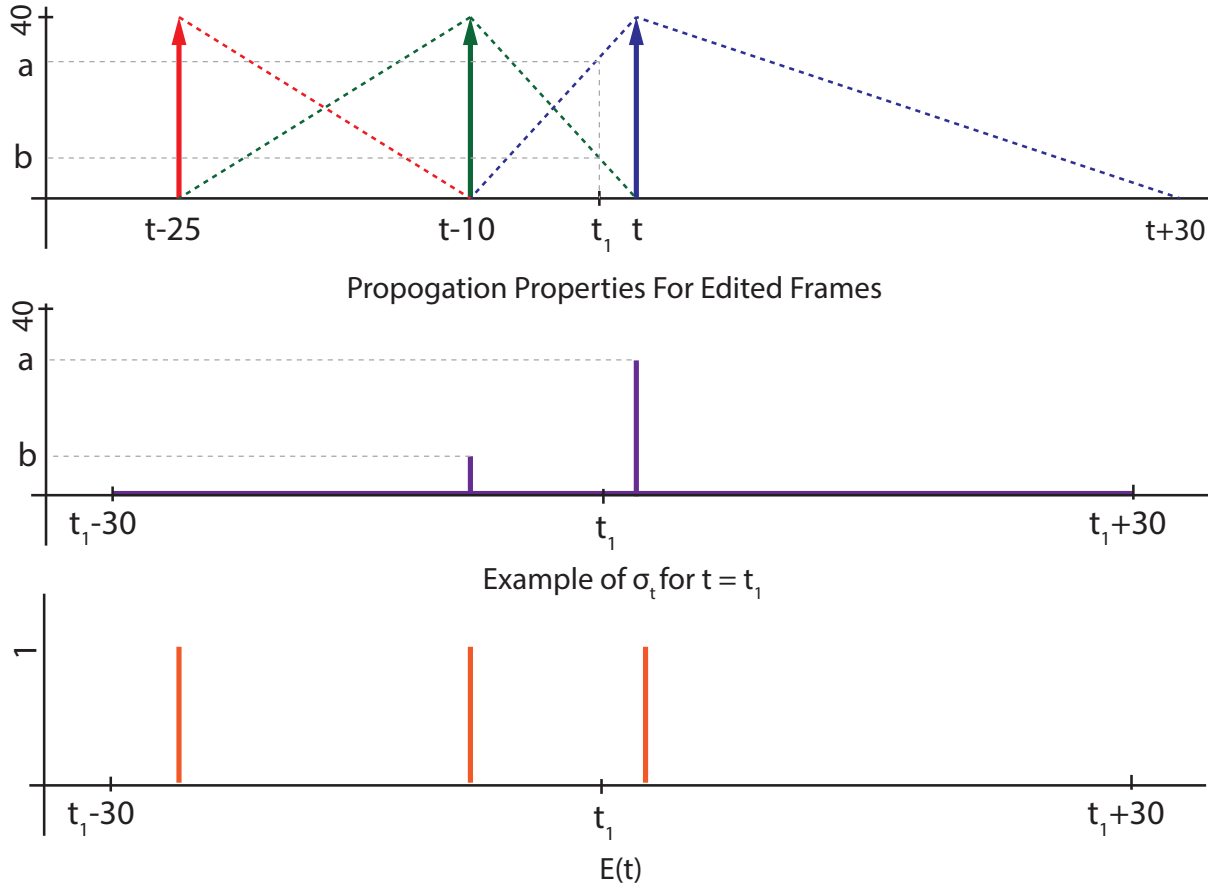 40
a
b
t-25 t-10 t₁ t t+30
Propogation Properties For Edited Frames
40
a
b
t₁-30 t₁ t₁+30
Example of σₜ for t = t₁
1
t₁-30 t₁ t₁+30
E(t)